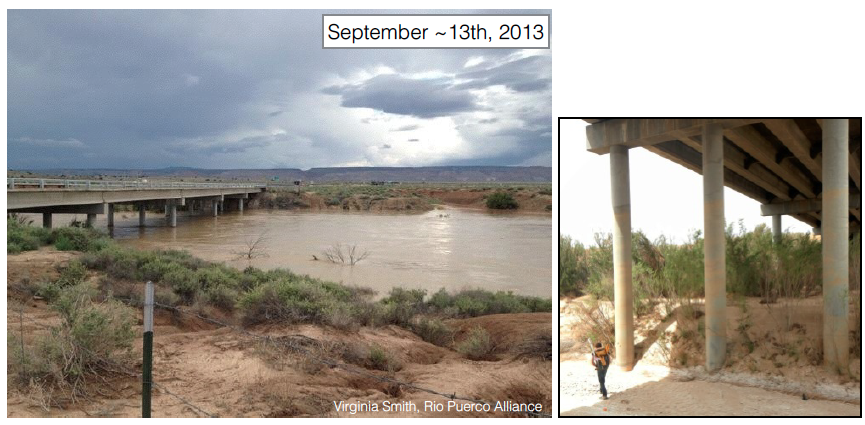 September ~13th, 2013
Virginia Smith, Rio Puerco Alliance